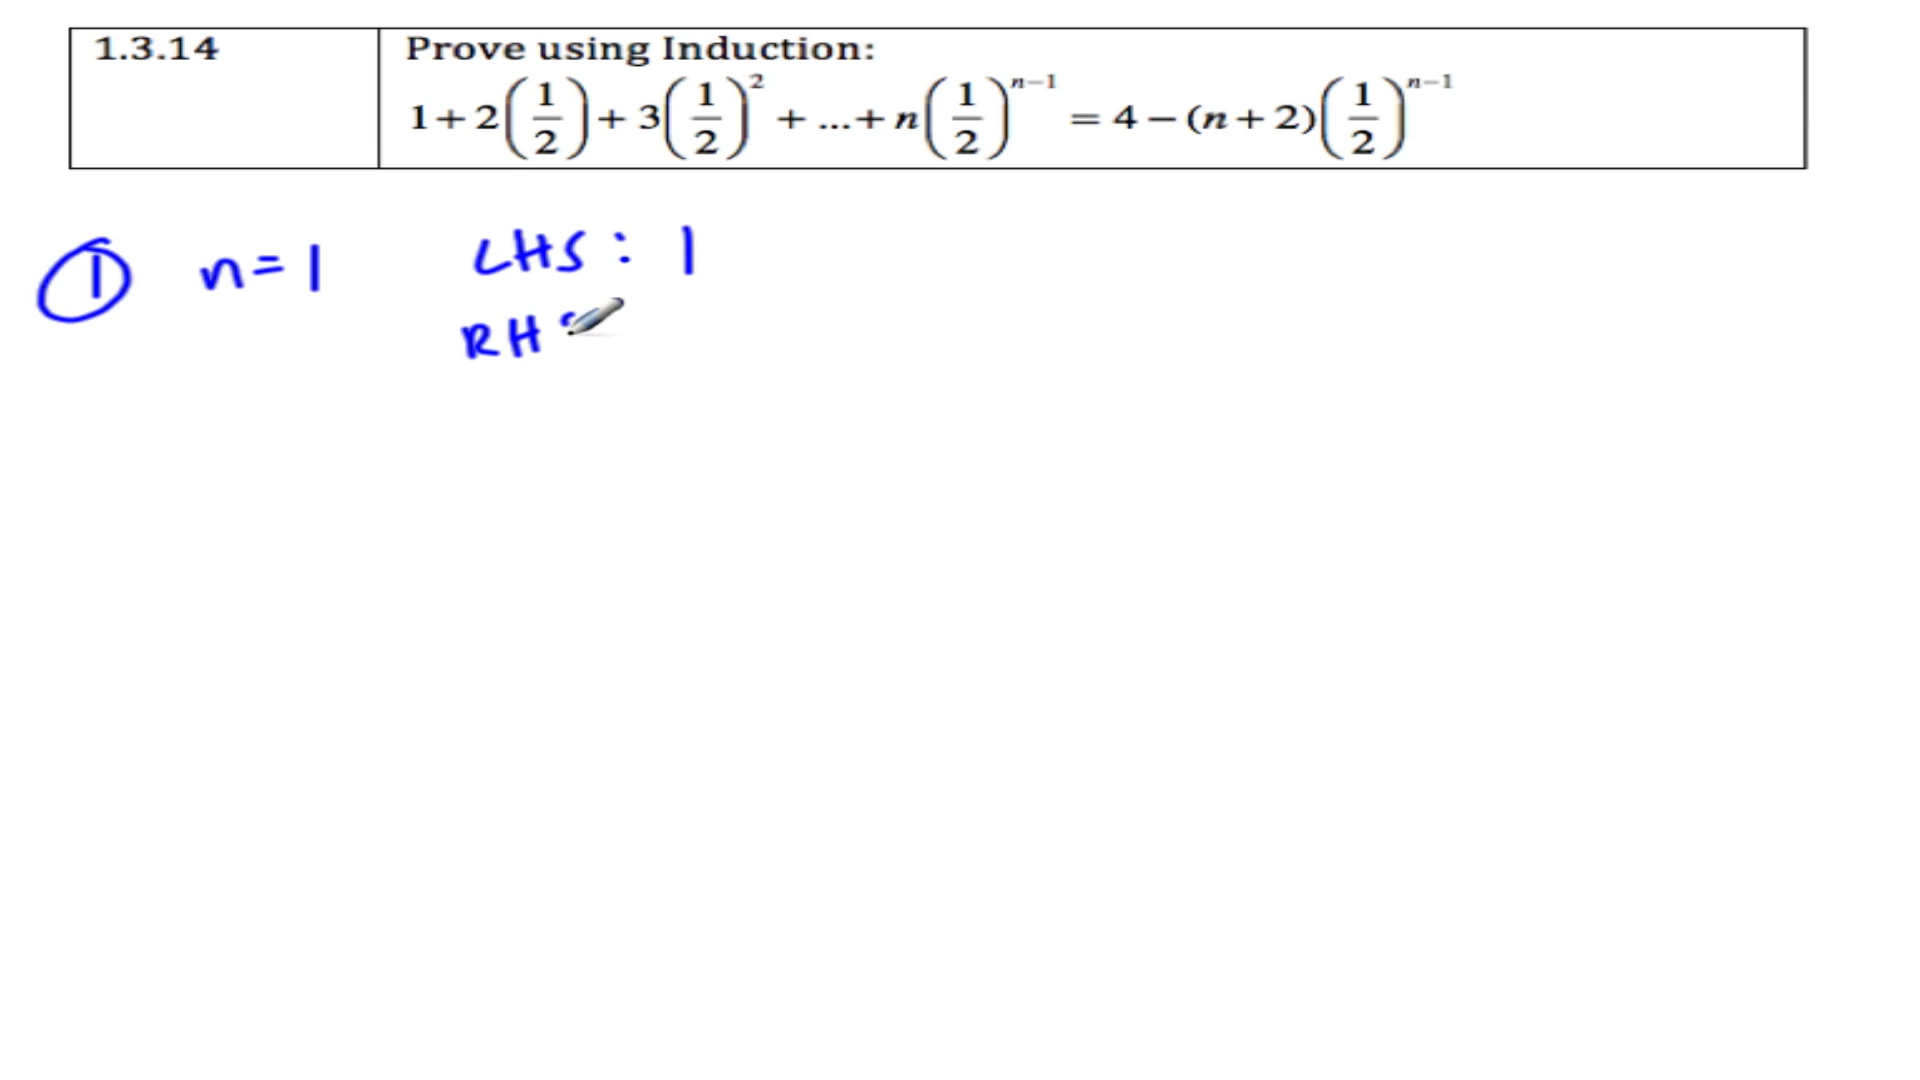 1.3.14
Prove using Induction:
1+2(1/2)+3(1/2)^2+...+n(1/2)^{n-1}=4-(n+2)(1/2)^{n-1}
① n=1 LHS: 1
RH